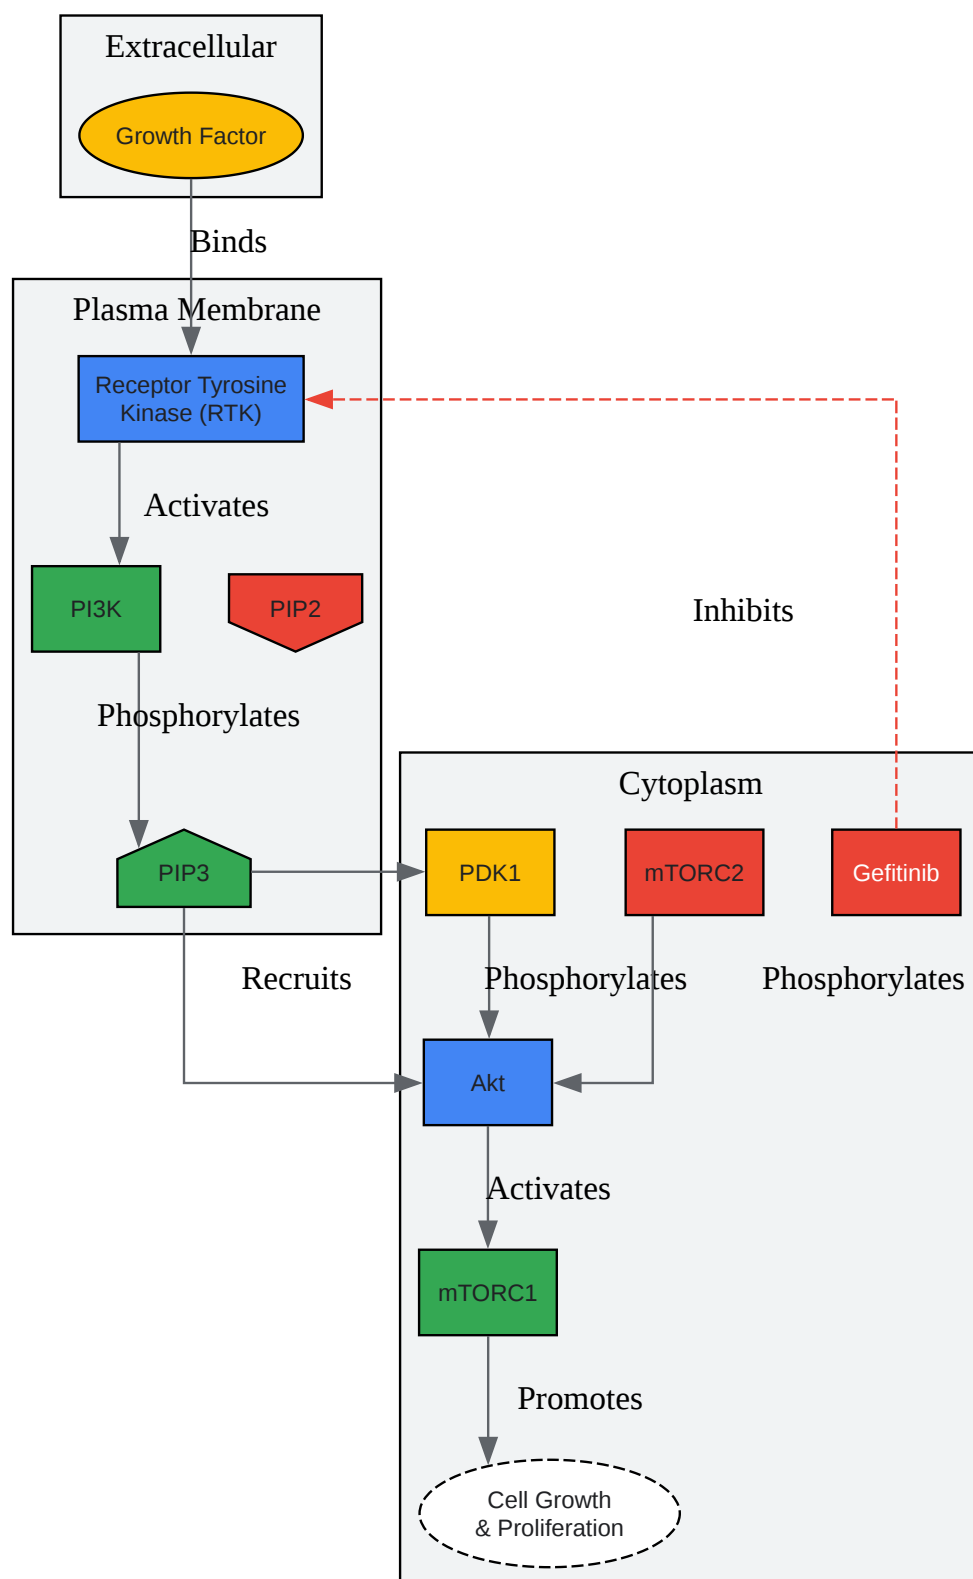 Extracellular
Growth Factor
Binds
Plasma Membrane
Receptor Tyrosine
Kinase (RTK)
Activates
PI3K
PIP2
Inhibits
Phosphorylates
Cytoplasm
PIP3
PDK1
mTORC2
Gefitinib
Recruits
Phosphorylates
Phosphorylates
Akt
Activates
mTORC1
Promotes
Cell Growth
& Proliferation